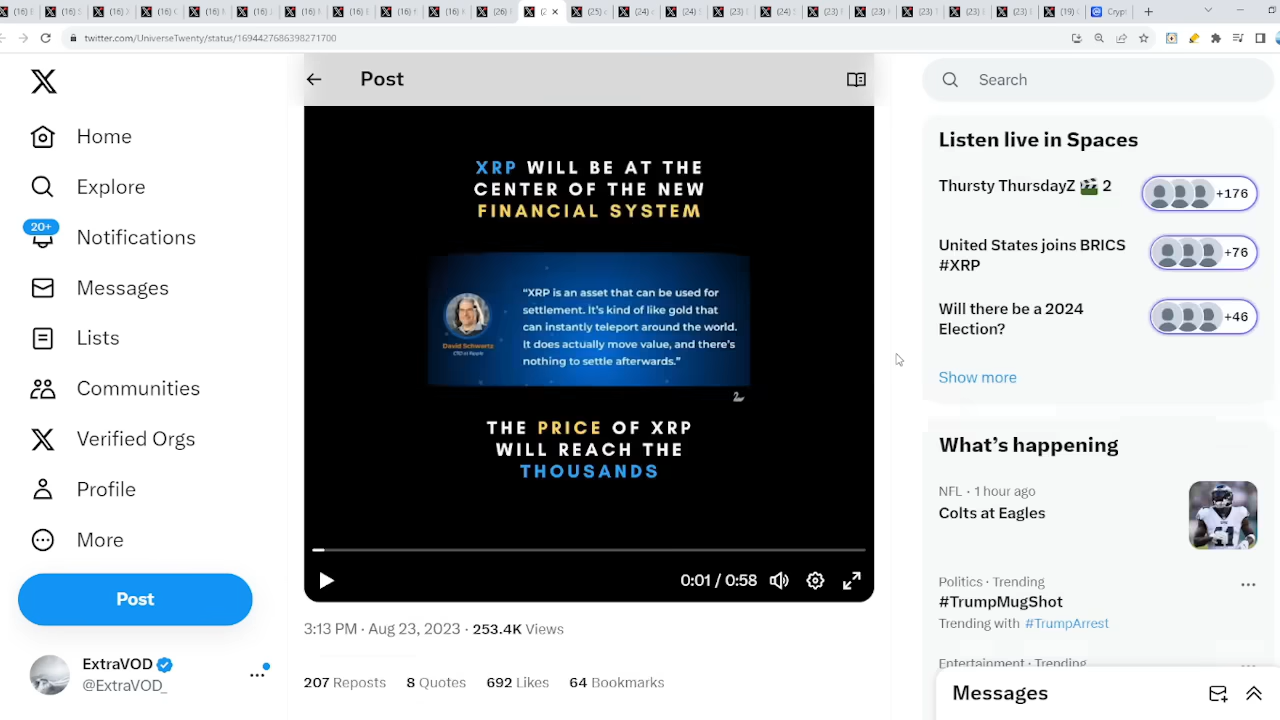 twitter.com/UniverseTwenty/status/1694427686398271700
Home
Explore
20+
Notifications
Messages
Lists
Communities
Verified Orgs
Profile
More
Post
ExtraVOD
@ExtraVOD_
Post
XRP WILL BE AT THE
CENTER OF THE NEW
FINANCIAL SYSTEM
"XRP is an asset that can be used for
settlement. It's kind of like gold that
can instantly teleport around the world.
It does actually move value, and there's
nothing to settle afterwards."
David Schwartz
CTO at Ripple
THE PRICE OF XRP
WILL REACH THE
THOUSANDS
0:01 / 0:58
3:13 PM · Aug 23, 2023 · 253.4K Views
207 Reposts 8 Quotes 692 Likes 64 Bookmarks
Search
Listen live in Spaces
Thursty ThursdayZ 🎬 2
+176
United States joins BRICS
#XRP
+76
Will there be a 2024
Election?
+46
Show more
What's happening
NFL · 1 hour ago
Colts at Eagles
Politics · Trending
#TrumpMugShot
Trending with #TrumpArrest
Entertainment · Trending
Messages